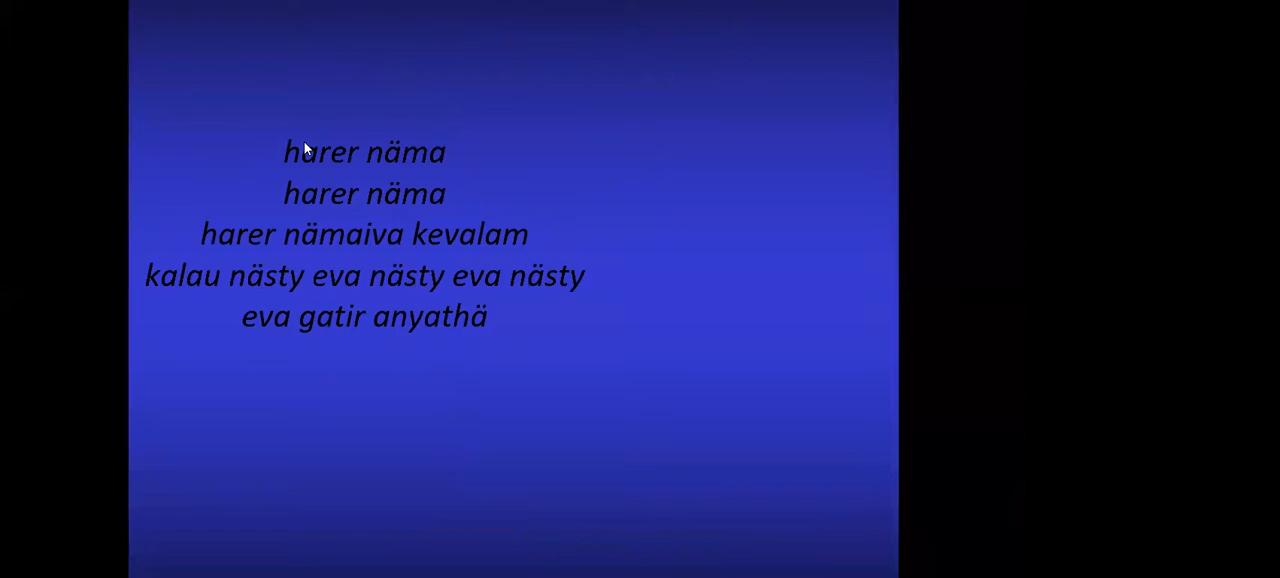 harer näma
harer näma
harer nämaiva kevalam
kalau nästy eva nästy eva nästy
eva gatir anyathä